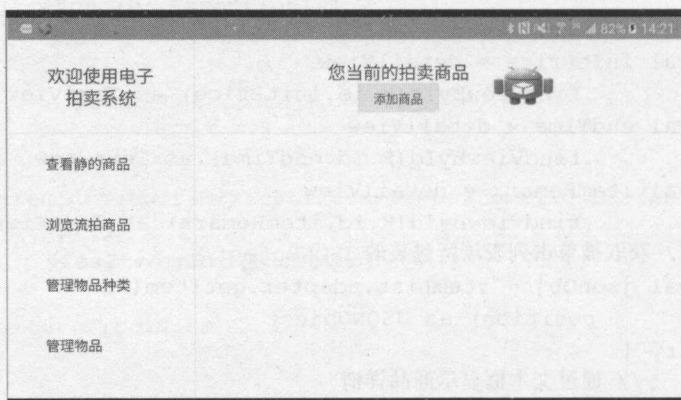 82% 14:21
欢迎使用电子
拍卖系统
您当前的拍卖商品
添加商品
查看静的商品
浏览流拍商品
管理物品种类
管理物品